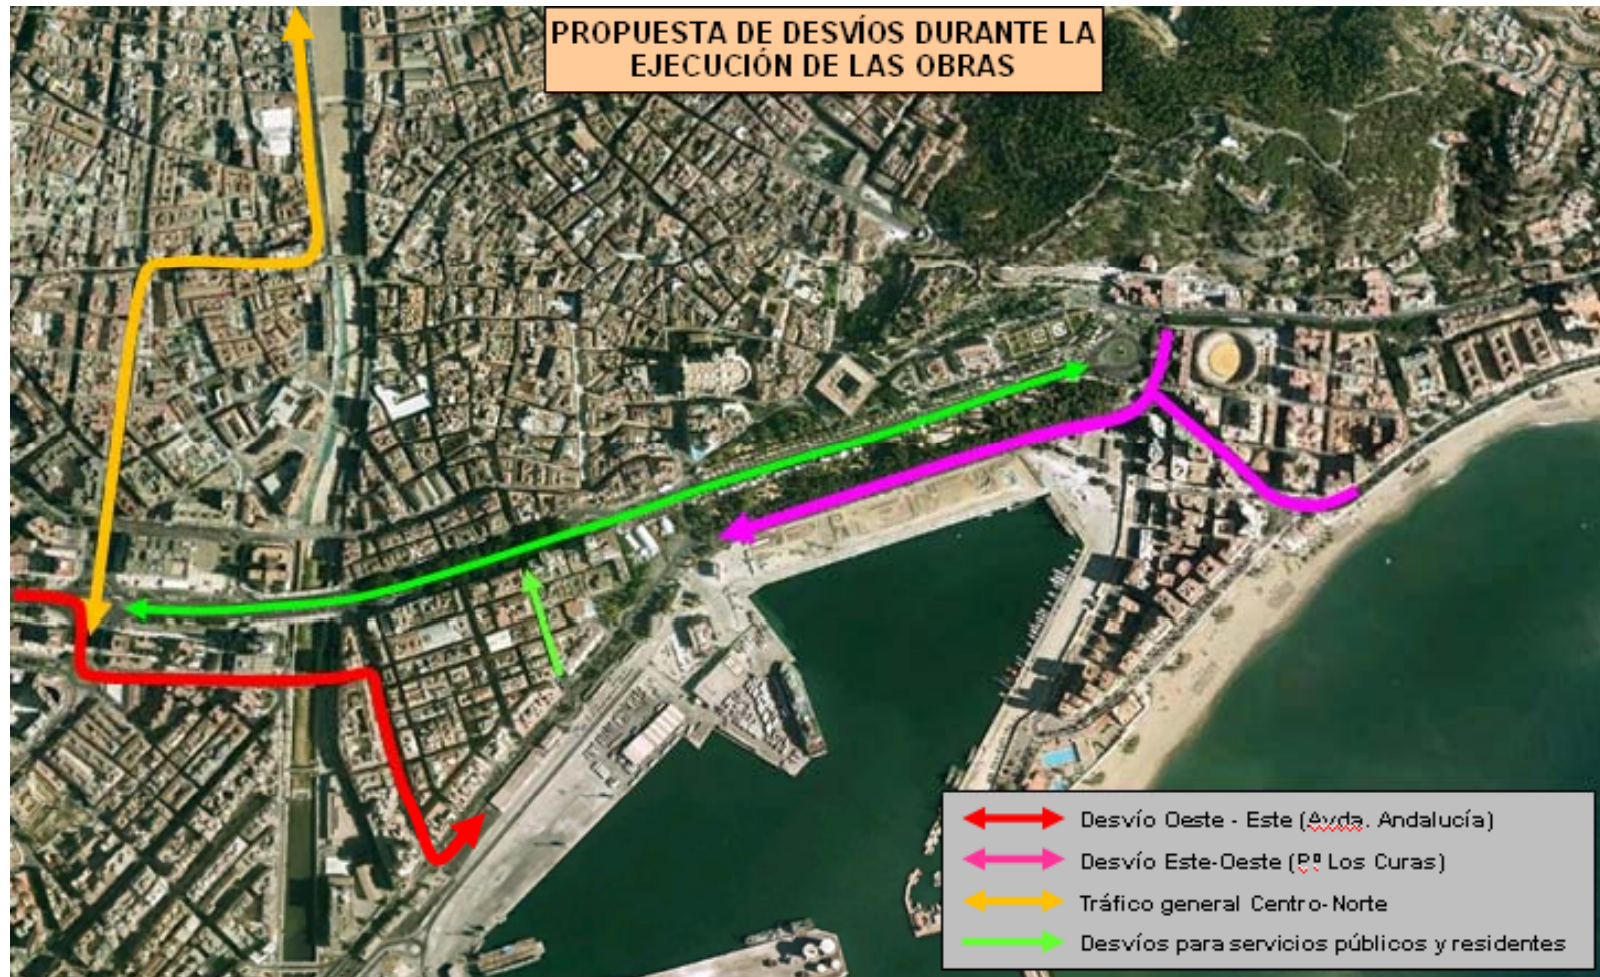 PROPUESTA DE DESVÍOS DURANTE LA
EJECUCIÓN DE LAS OBRAS
Desvío Oeste - Este (Avda. Andalucía)
Desvío Este-Oeste (Pº Los Curas)
Tráfico general Centro-Norte
Desvíos para servicios públicos y residentes